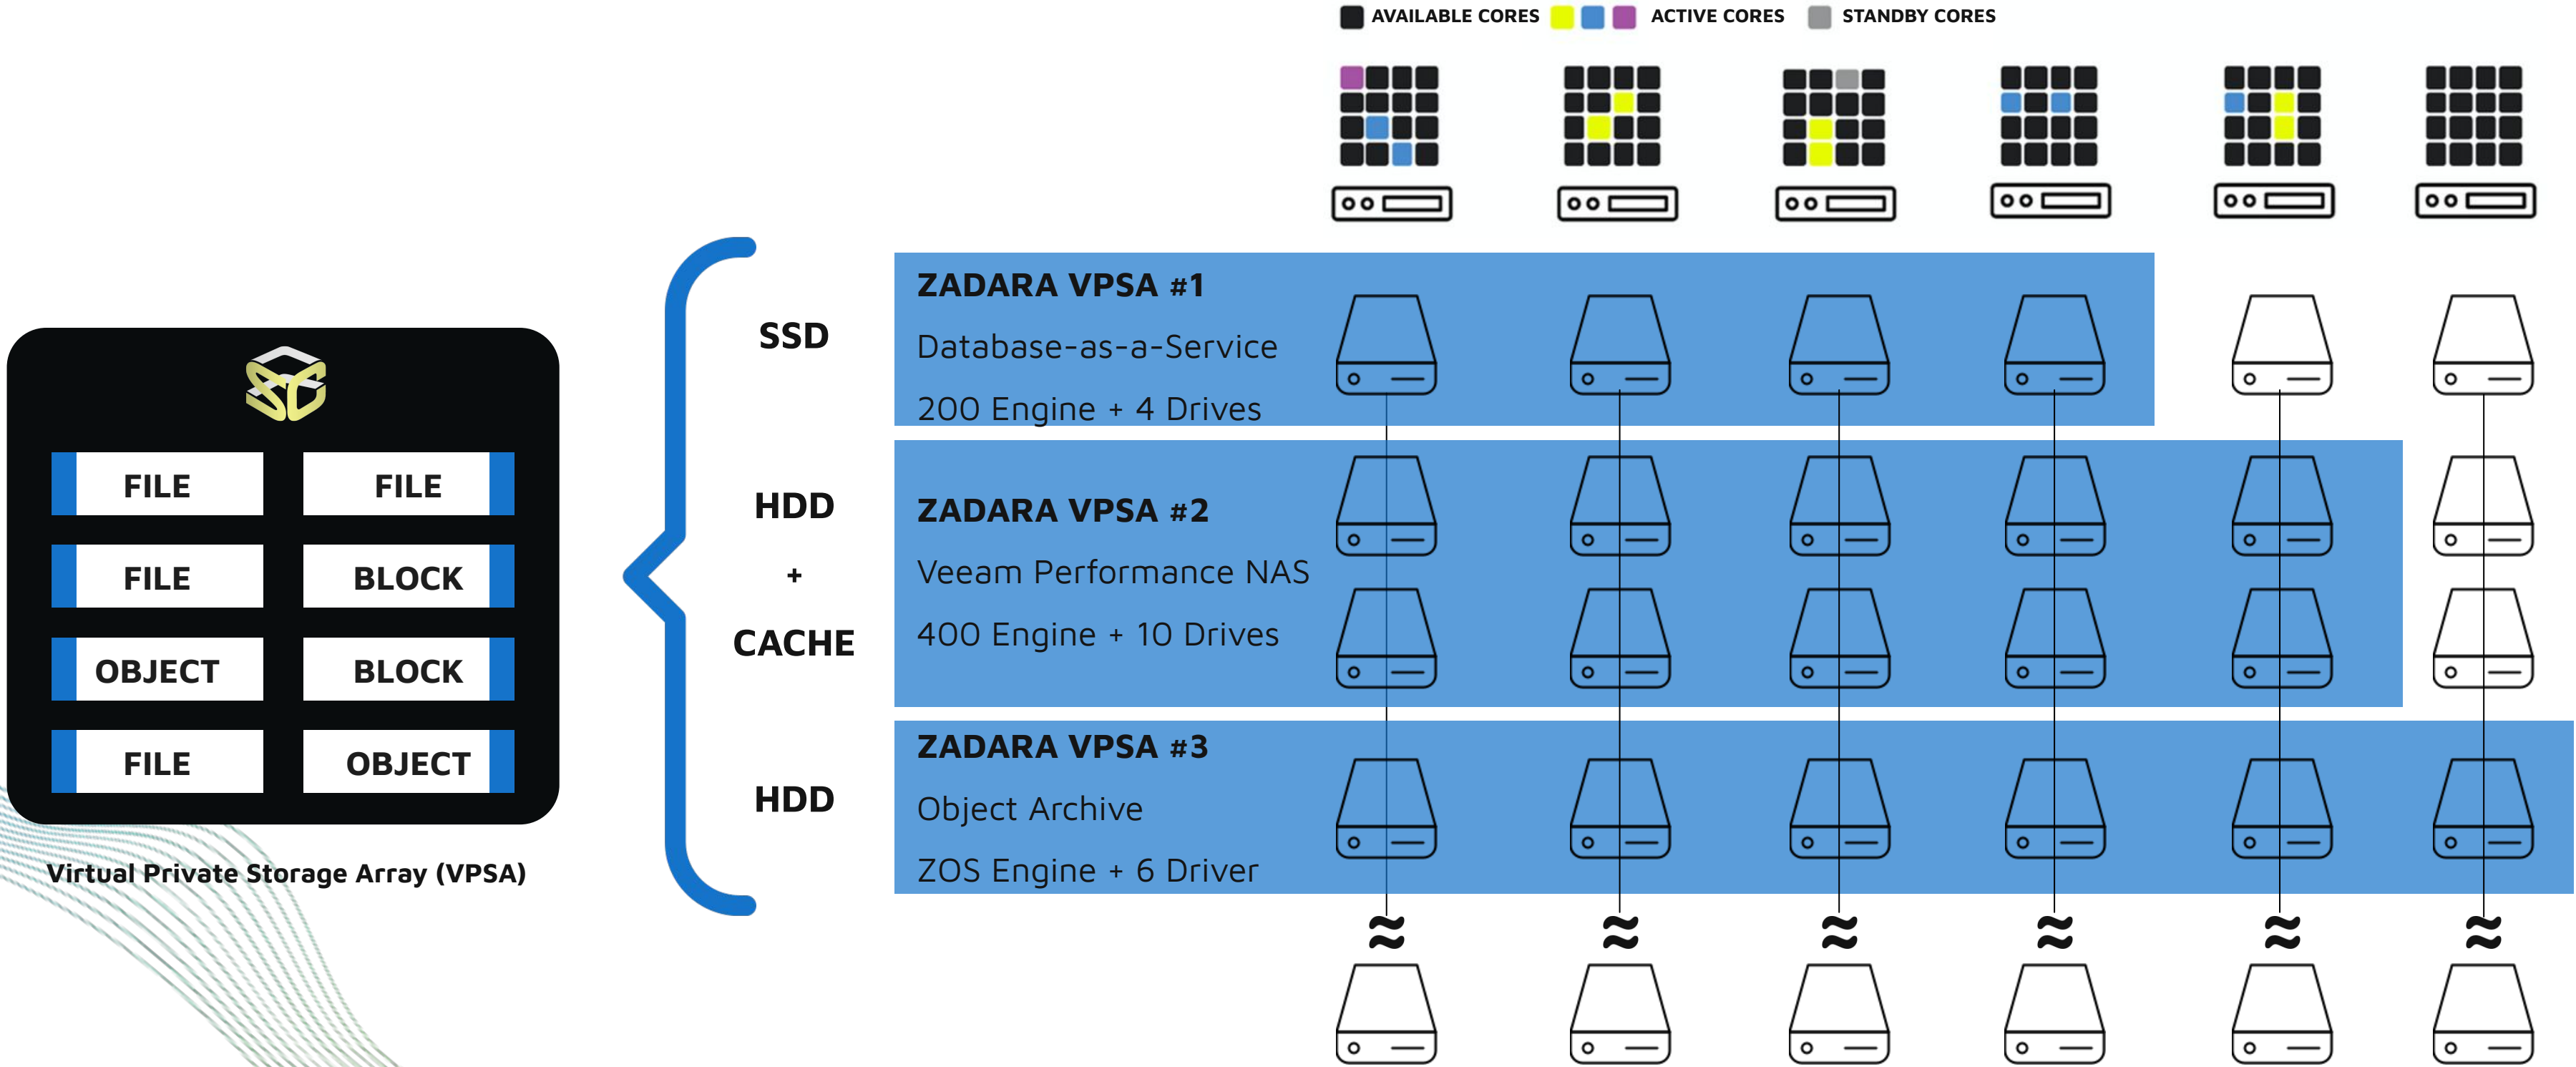 AVAILABLE CORES ACTIVE CORES STANDBY CORES
FILE FILE
FILE BLOCK
OBJECT BLOCK
FILE OBJECT
Virtual Private Storage Array (VPSA)
SSD
HDD
+
CACHE
HDD
ZADARA VPSA #1
Database-as-a-Service
200 Engine + 4 Drives
ZADARA VPSA #2
Veeam Performance NAS
400 Engine + 10 Drives
ZADARA VPSA #3
Object Archive
ZOS Engine + 6 Driver